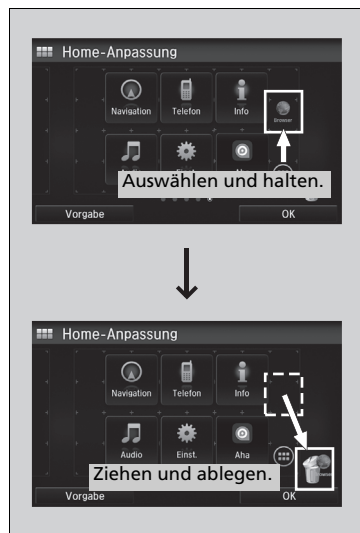 Home-Anpassung
Navigation Telefon Info Browser
Auswählen und halten.
Vorgabe OK
Home-Anpassung
Navigation Telefon Info
Audio Einst. Aha
Ziehen und ablegen.
Vorgabe OK